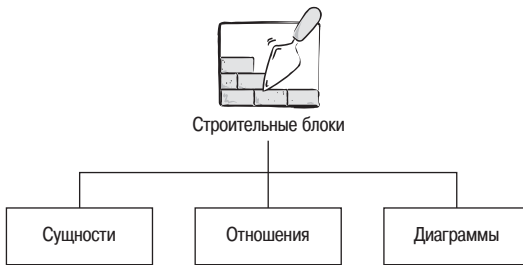 Строительные блоки
Сущности
Отношения
Диаграммы